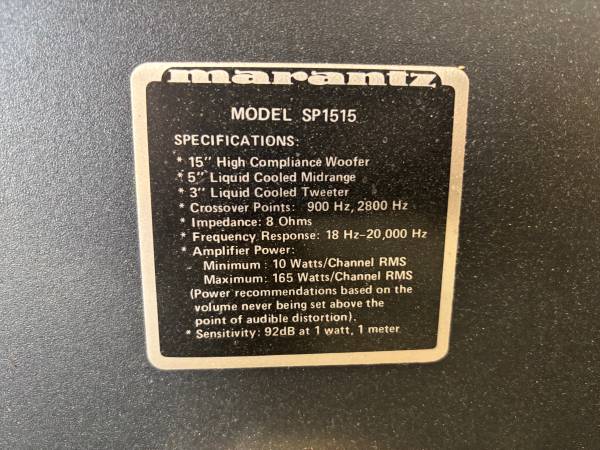 marantz
MODEL SP1515
SPECIFICATIONS:
* 15" High Compliance Woofer
* 5" Liquid Cooled Midrange
* 3" Liquid Cooled Tweeter
* Crossover Points: 900 Hz, 2800 Hz
* Impedance: 8 Ohms
* Frequency Response: 18 Hz-20,000 Hz
* Amplifier Power:
Minimum : 10 Watts/Channel RMS
Maximum: 165 Watts/Channel RMS
(Power recommendations based on the
volume never being set above the
point of audible distortion).
* Sensitivity: 92dB at 1 watt, 1 meter